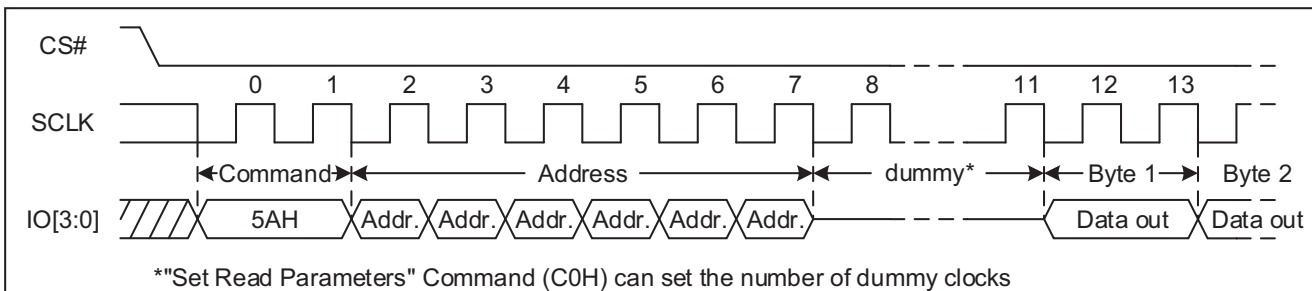 CS#
0 1 2 3 4 5 6 7 8 11 12 13
SCLK
Command Address dummy* Byte 1 Byte 2
IO[3:0] 5AH Addr. Addr. Addr. Addr. Addr. Addr. Data out Data out
*"Set Read Parameters" Command (C0H) can set the number of dummy clocks